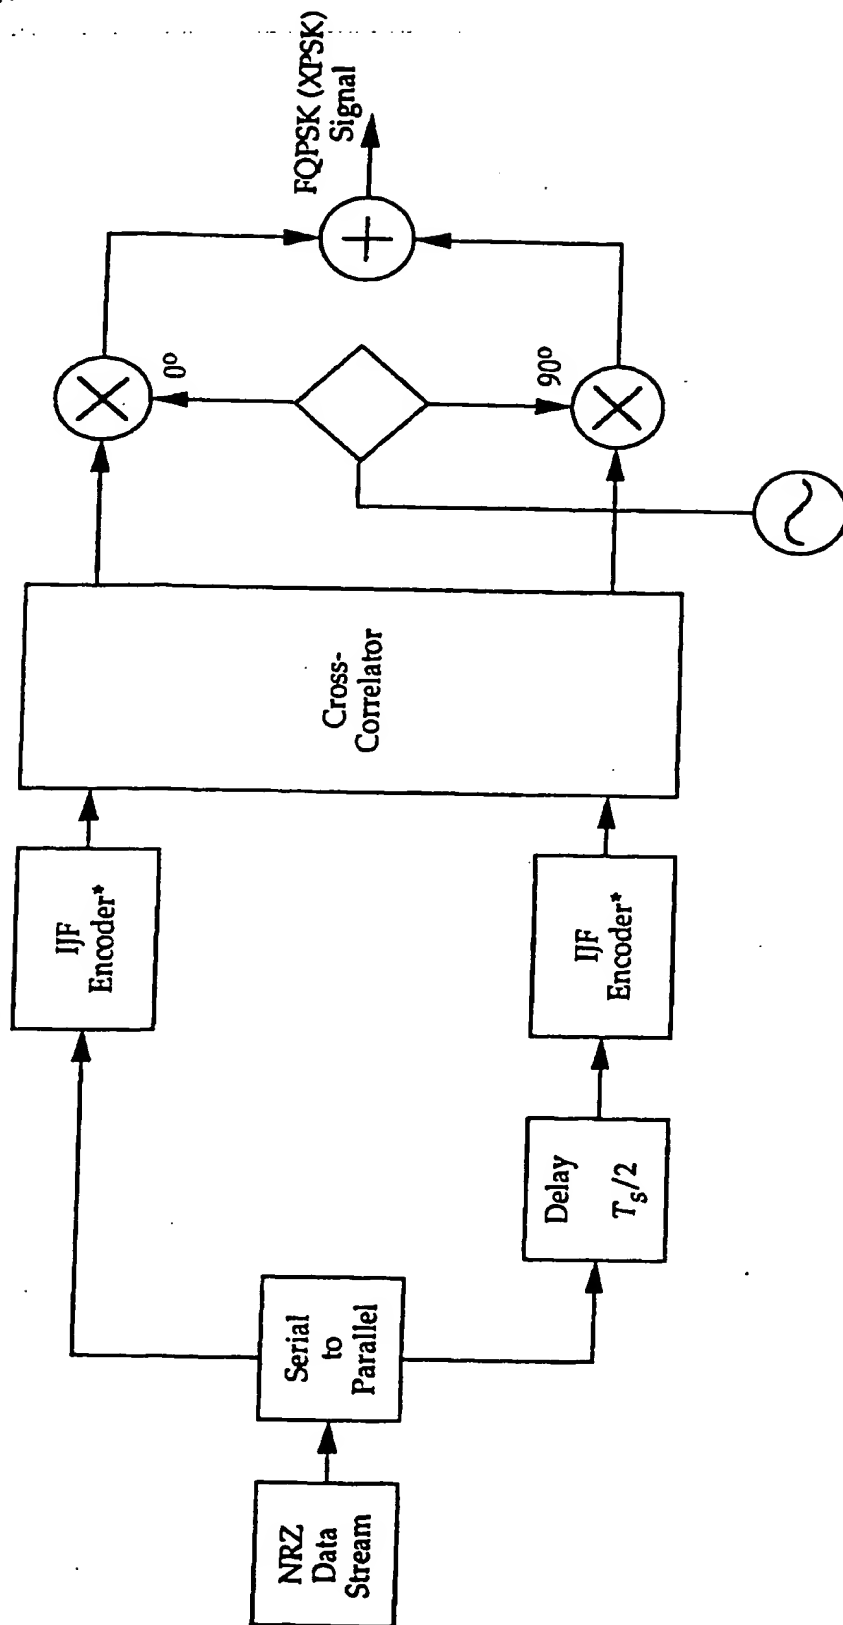 NRZ
Data
Stream
Serial
to
Parallel
Delay
T_s/2
IJF
Encoder*
IJF
Encoder*
Cross-
Correlator
0°
90°
FQPSK (XPSK)
Signal